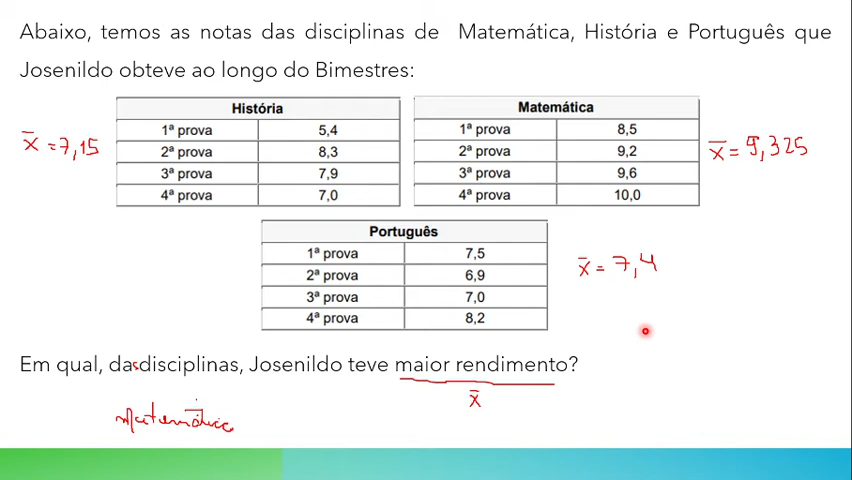 Abaixo, temos as notas das disciplinas de Matemática, História e Português que
Josenildo obteve ao longo do Bimestres:
História
1ª prova 5,4
2ª prova 8,3
3ª prova 7,9
4ª prova 7,0
x̄ = 7,15
Matemática
1ª prova 8,5
2ª prova 9,2
3ª prova 9,6
4ª prova 10,0
x̄ = 9,325
Português
1ª prova 7,5
2ª prova 6,9
3ª prova 7,0
4ª prova 8,2
x̄ = 7,4
Em qual, das disciplinas, Josenildo teve maior rendimento?
x̄
Matemática